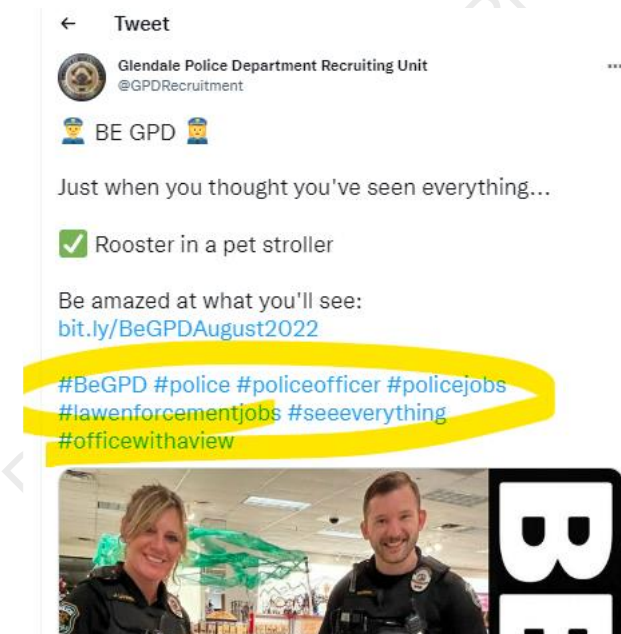 ← Tweet
Glendale Police Department Recruiting Unit
@GPDRecruitment
👮‍♂️ BE GPD 👮‍♀️
Just when you thought you've seen everything...
✅ Rooster in a pet stroller
Be amazed at what you'll see:
bit.ly/BeGPDAugust2022
#BeGPD #police #policeofficer #policejobs
#lawenforcementjobs #seeeverything
#officewithaview
B